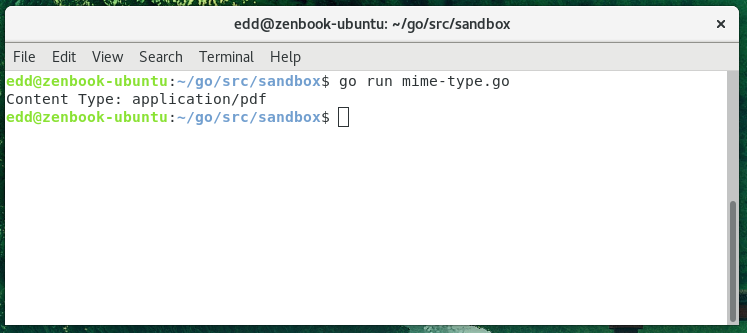 edd@zenbook-ubuntu: ~/go/src/sandbox ×
File Edit View Search Terminal Help
edd@zenbook-ubuntu:~/go/src/sandbox$ go run mime-type.go
Content Type: application/pdf
edd@zenbook-ubuntu:~/go/src/sandbox$